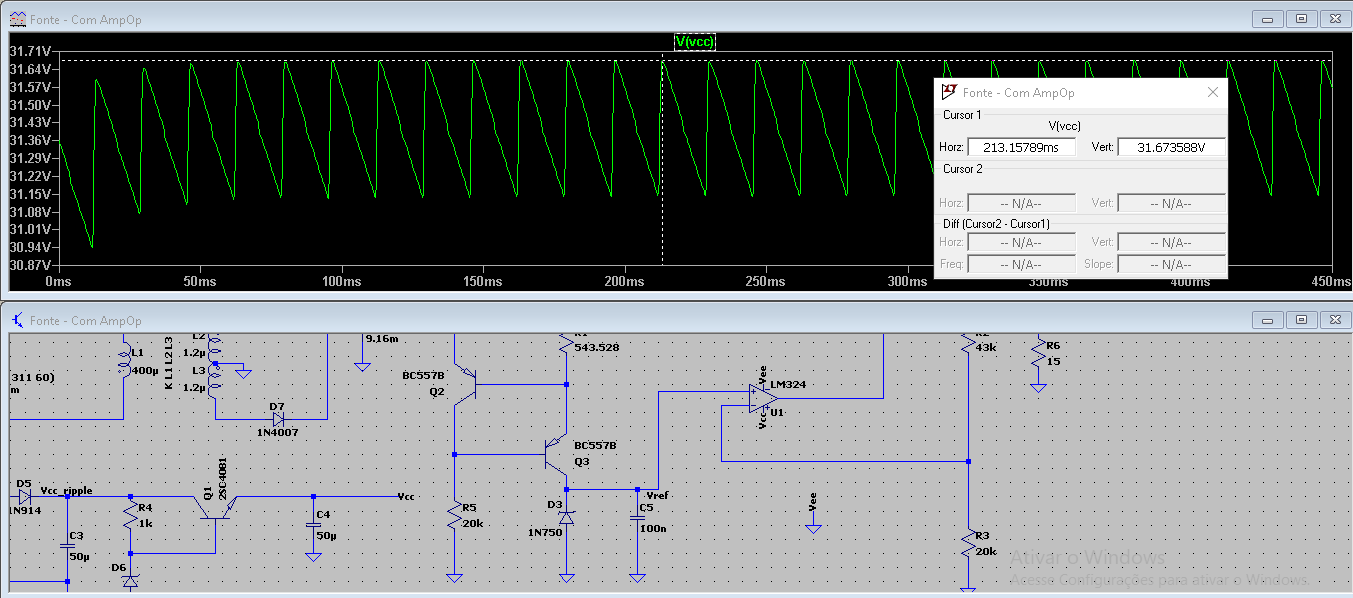 Fonte - Com AmpOp
V(vcc)
31.71V
31.64V
31.57V
31.50V
31.43V
31.36V
31.29V
31.22V
31.15V
31.08V
31.01V
30.94V
30.87V
0ms 50ms 100ms 150ms 200ms 250ms 300ms 350ms 400ms 450ms
Fonte - Com AmpOp
Cursor 1
V(vcc)
Horz: 213.15789ms Vert: 31.673588V
Cursor 2
Horz: -- N/A-- Vert: -- N/A--
Diff (Cursor2 - Cursor1)
Horz: -- N/A-- Vert: -- N/A--
Freq: -- N/A-- Slope: -- N/A--
Fonte - Com AmpOp
311 60)
m
L1
400µ
K L1 L2 L3
L2
1.2µ
L3
1.2µ
D7
1N4007
9.16m
BC557B
Q2
R1
543.528
BC557B
Q3
Vee
LM324
U1
Vcc
R2
43k
R6
15
D5
1N914
Vcc_ripple
R4
1k
Q1
2SC4081
C4
50µ
Vcc
C3
50µ
D6
R5
20k
D3
1N750
Vref
C5
100n
Vee
R3
20k
Ativar o Windows
Acesse Configurações para ativar o Windows.